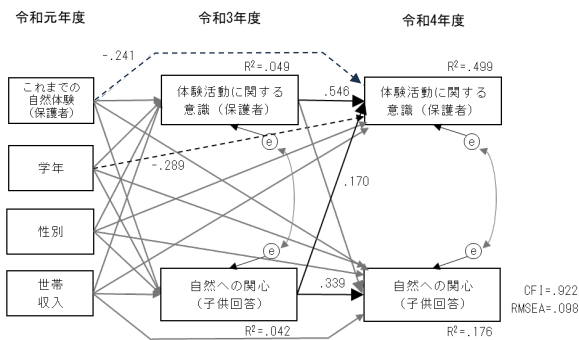 令和元年度
令和3年度
令和4年度
-.241
R²=.049
R²=.499
これまでの
自然体験
(保護者)
体験活動に関する
意識（保護者）
.546
体験活動に関する
意識（保護者）
e
e
学年
-.289
.170
性別
e
e
世帯
収入
自然への関心
（子供回答）
.339
自然への関心
（子供回答）
CFI=.922
RMSEA=.098
R²=.042
R²=.176